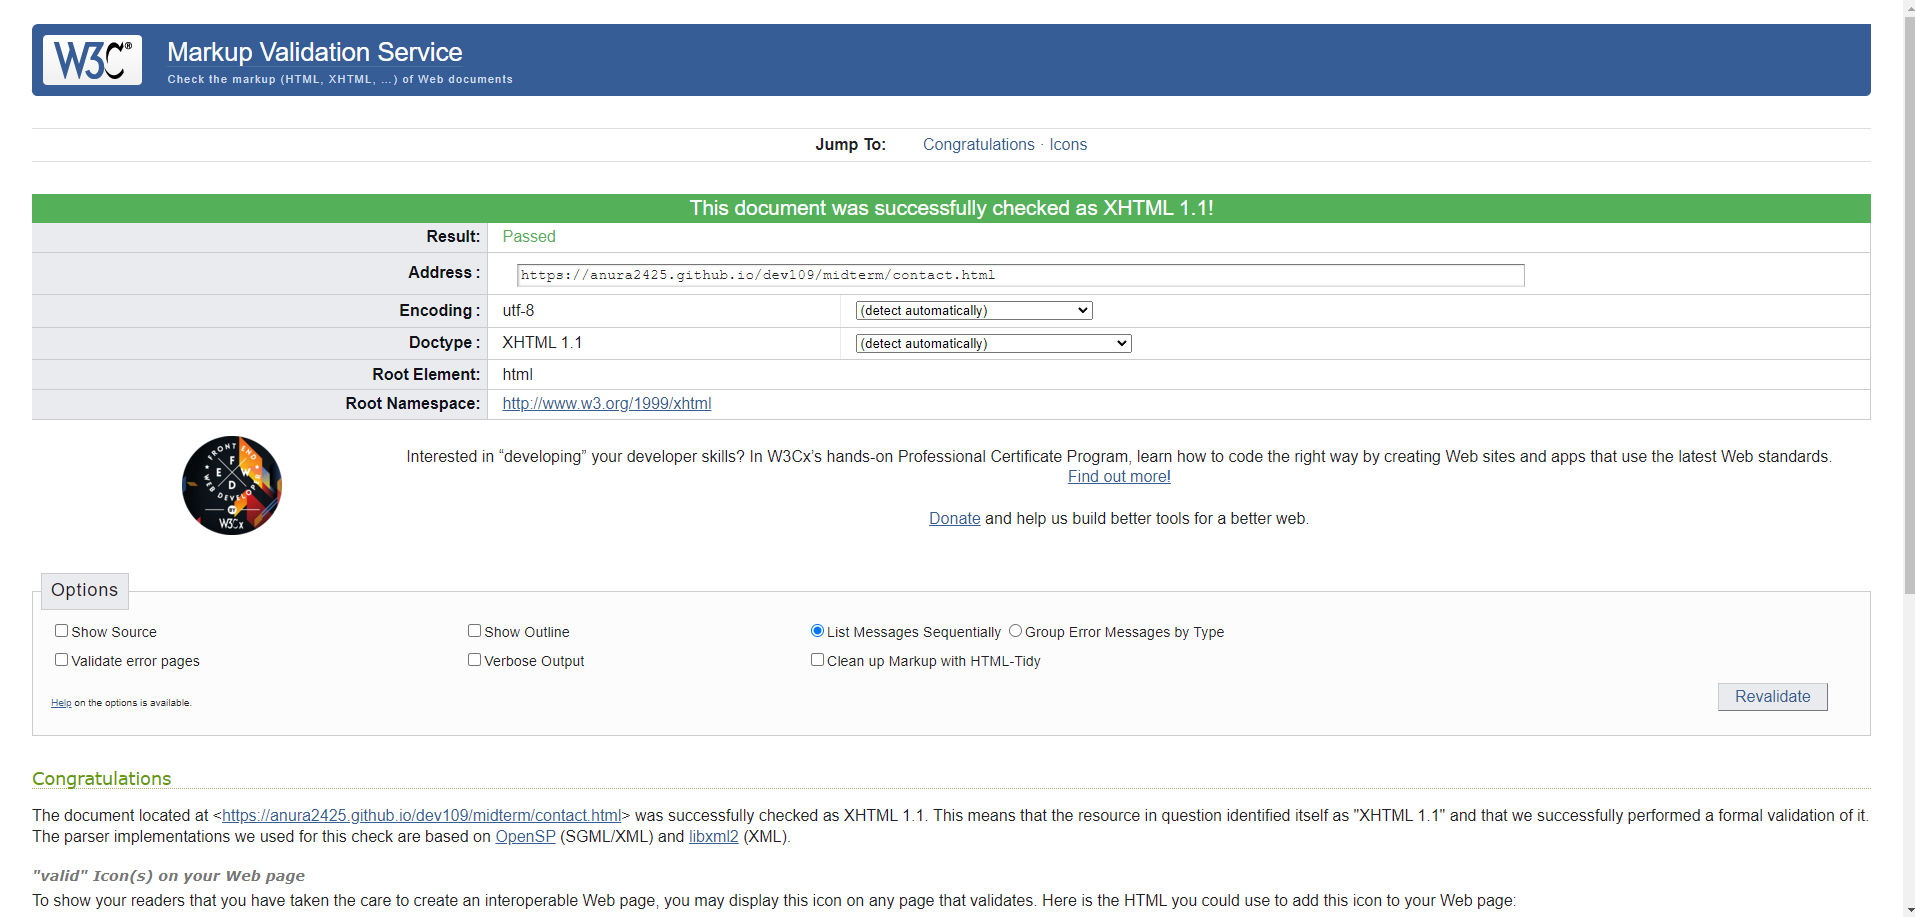 W3C®
Markup Validation Service
Check the markup (HTML, XHTML, …) of Web documents
Jump To: Congratulations · Icons
This document was successfully checked as XHTML 1.1!
Result: Passed
Address : https://anura2425.github.io/dev109/midterm/contact.html
Encoding : utf-8 (detect automatically)
Doctype : XHTML 1.1 (detect automatically)
Root Element: html
Root Namespace: http://www.w3.org/1999/xhtml
FRONT END
F
E W
D
WEB DEVELOPER
BY
W3Cx
Interested in “developing” your developer skills? In W3Cx’s hands-on Professional Certificate Program, learn how to code the right way by creating Web sites and apps that use the latest Web standards.
Find out more!
Donate and help us build better tools for a better web.
Options
Show Source Show Outline List Messages Sequentially Group Error Messages by Type
Validate error pages Verbose Output Clean up Markup with HTML-Tidy
Help on the options is available.
Revalidate
Congratulations
The document located at <https://anura2425.github.io/dev109/midterm/contact.html> was successfully checked as XHTML 1.1. This means that the resource in question identified itself as "XHTML 1.1" and that we successfully performed a formal validation of it.
The parser implementations we used for this check are based on OpenSP (SGML/XML) and libxml2 (XML).
"valid" Icon(s) on your Web page
To show your readers that you have taken the care to create an interoperable Web page, you may display this icon on any page that validates. Here is the HTML you could use to add this icon to your Web page: